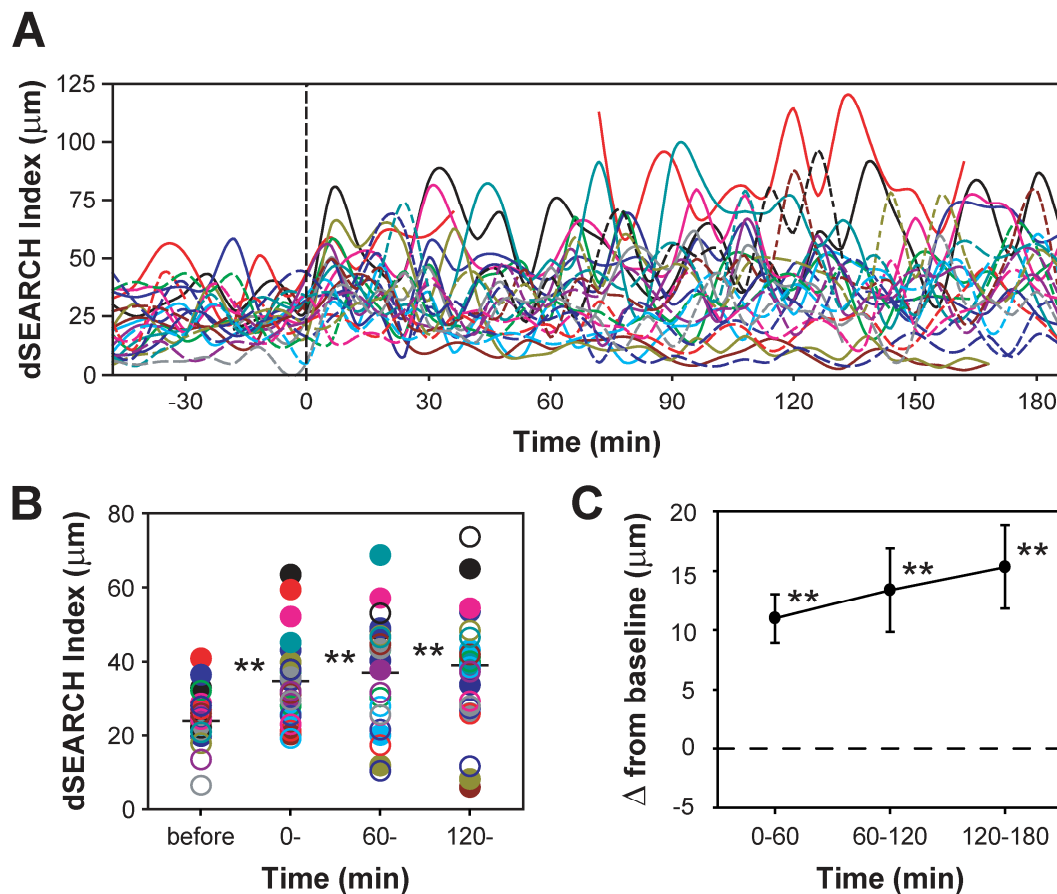 A
dSEARCH Index (μm)
125
100
75
50
25
0
-30 0 30 60 90 120 150 180
Time (min)
B
dSEARCH Index (μm)
80
60
40
20
0
** ** **
before 0- 60- 120-
Time (min)
C
Δ from baseline (μm)
20
15
10
5
0
-5
** ** **
0-60 60-120 120-180
Time (min)